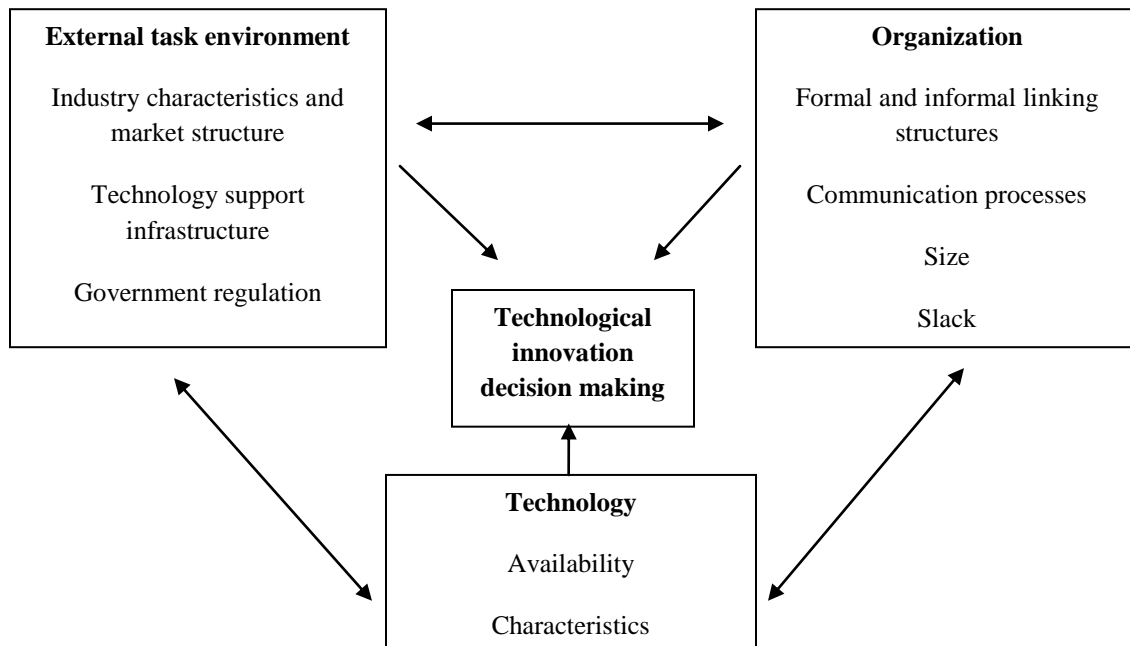 External task environment
Industry characteristics and
market structure
Technology support
infrastructure
Government regulation
Organization
Formal and informal linking
structures
Communication processes
Size
Slack
Technological
innovation
decision making
Technology
Availability
Characteristics